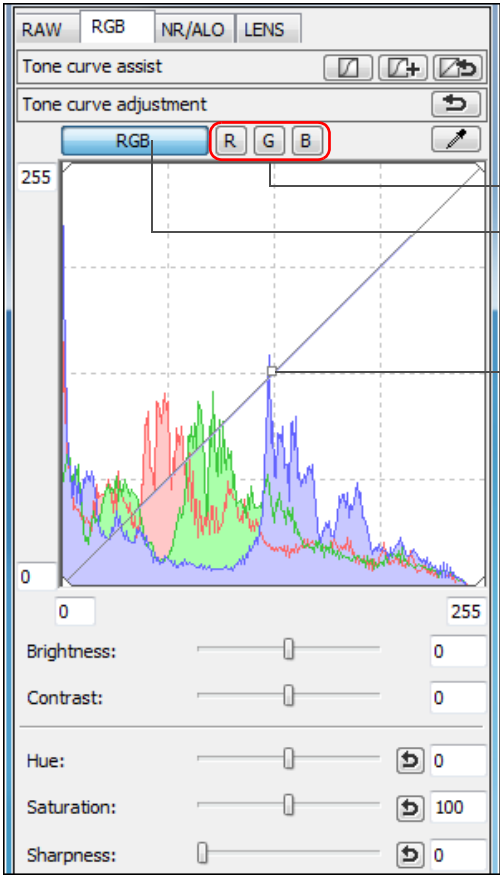 RAW RGB NR/ALO LENS
Tone curve assist
Tone curve adjustment
RGB R G B
255
0
0 255
Brightness: 0
Contrast: 0
Hue: 0
Saturation: 100
Sharpness: 0